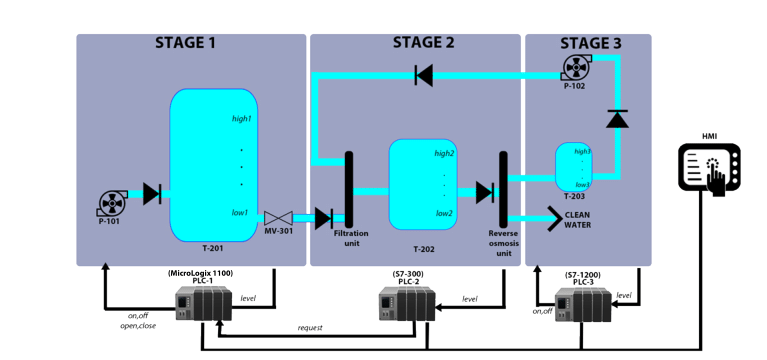 STAGE 1
STAGE 2
STAGE 3
P-102
high1
HMI
high2
high3
low3
T-203
P-101
low1
low2
MV-301
CLEAN
WATER
T-201
Filtration
unit
T-202
Reverse
osmosis
unit
(MicroLogix 1100)
PLC-1
(S7-300)
PLC-2
(S7-1200)
PLC-3
level
level
level
on,off
open,close
on,off
request